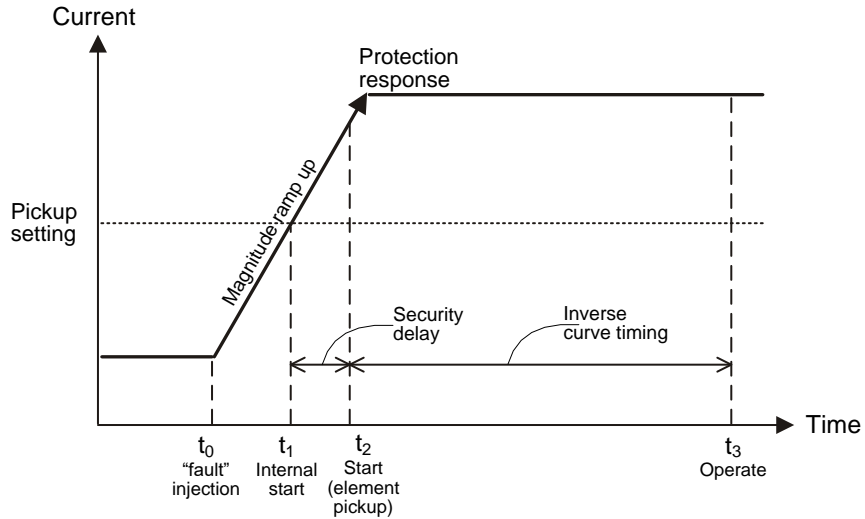 Current
Protection
response
Magnitude ramp up
Pickup
setting
Security
delay
Inverse
curve timing
Time
t0
"fault"
injection
t1
Internal
start
t2
Start
(element
pickup)
t3
Operate